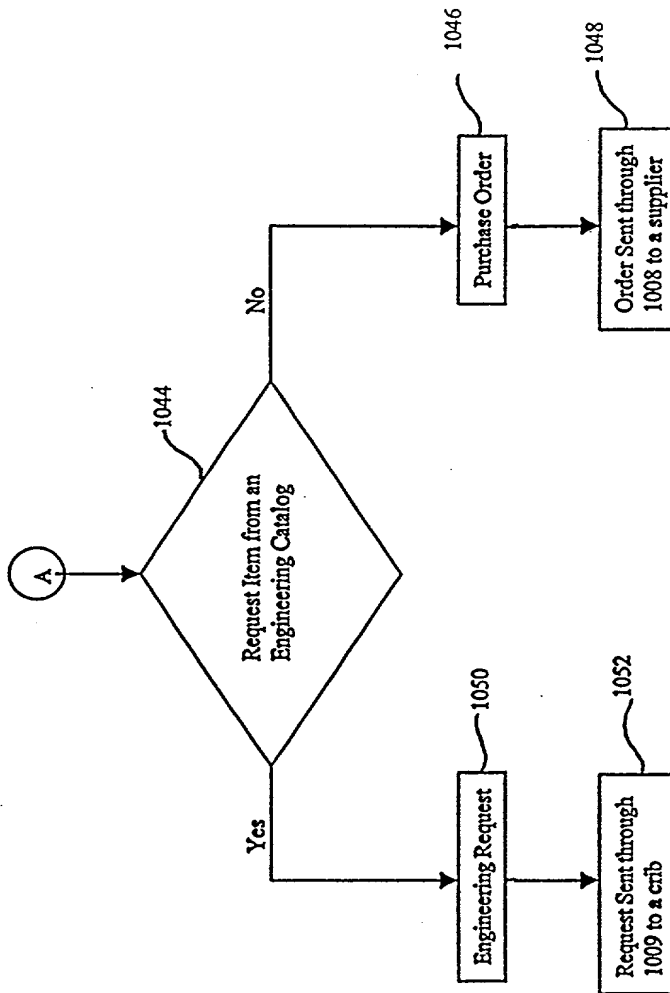 A
1044
Request Item from an
Engineering Catalog
Yes
No
1050
Engineering Request
1046
Purchase Order
1052
Request Sent through
1009 to a crib
1048
Order Sent through
1008 to a supplier